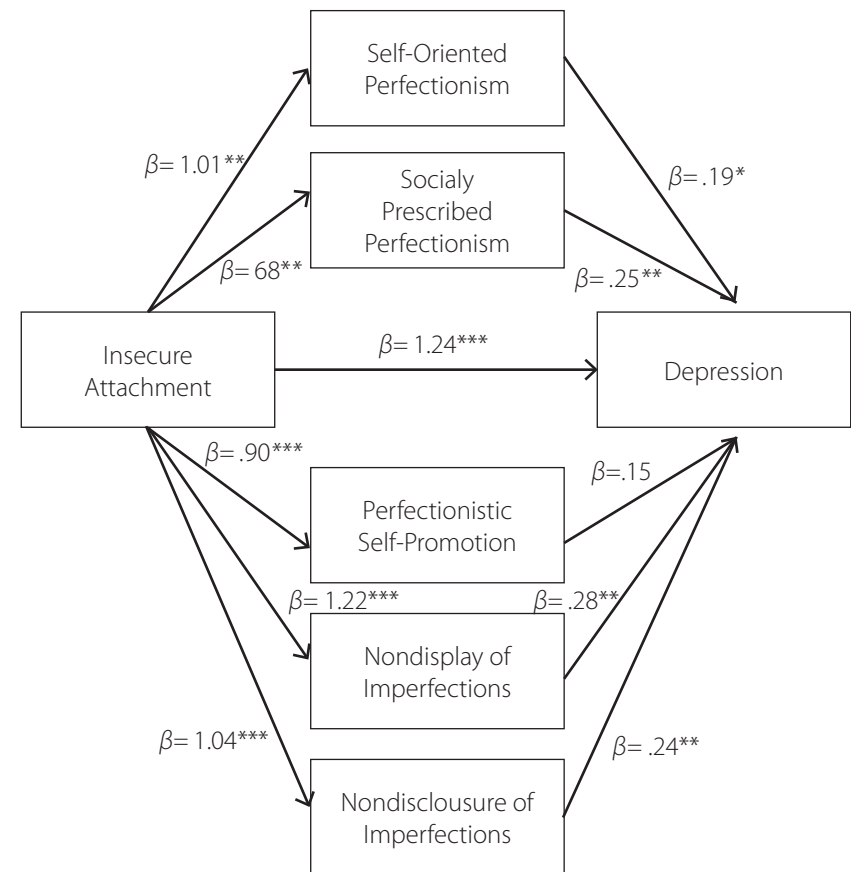 Self-Oriented
Perfectionism
β= 1.01**
β= .19*
Socialy
Prescribed
Perfectionism
β= 68**
β= .25**
Insecure
Attachment
β= 1.24***
Depression
β= .90***
Perfectionistic
Self-Promotion
β=.15
β= 1.22***
β= .28**
Nondisplay of
Imperfections
β= 1.04***
β= .24**
Nondisclousure of
Imperfections